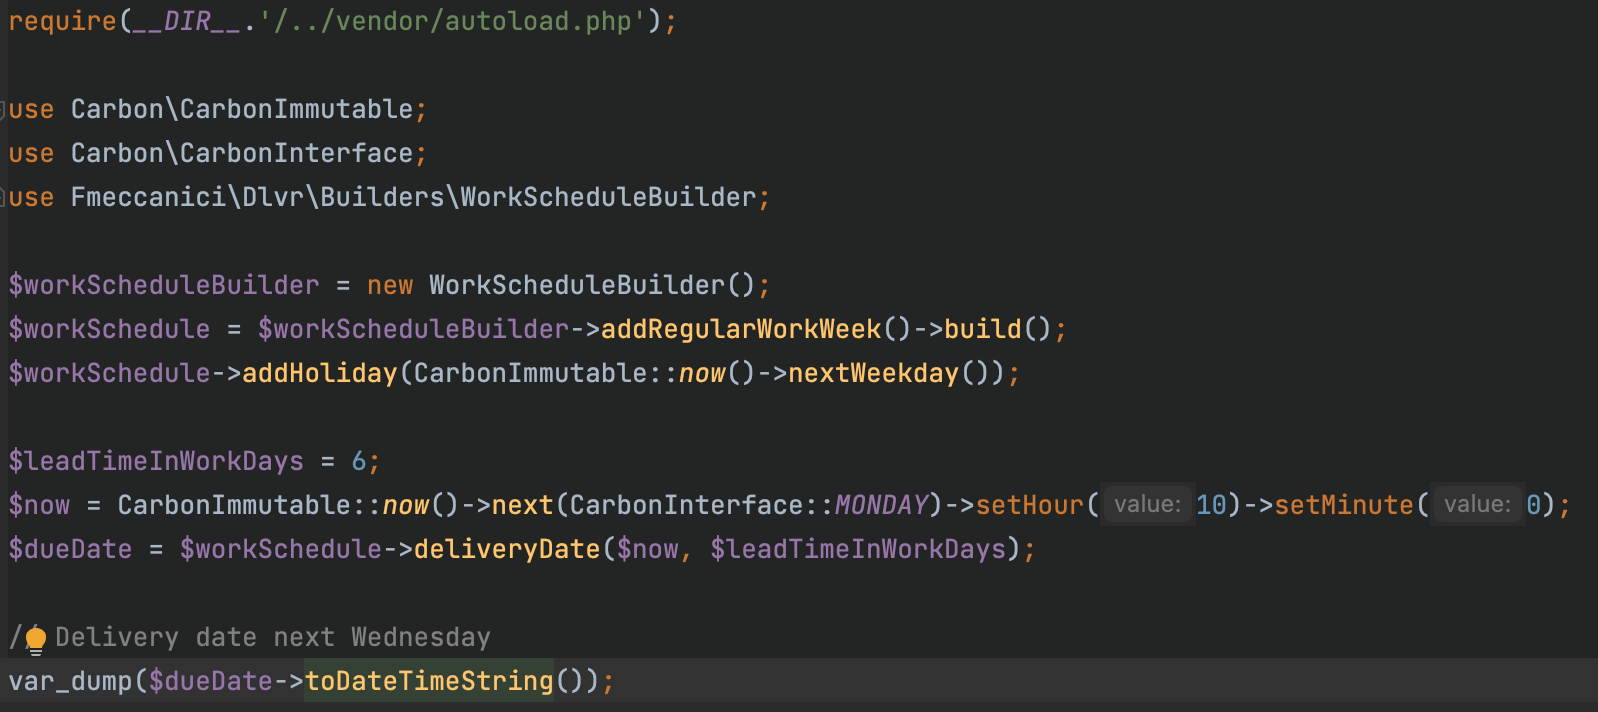 require(__DIR__.'/../vendor/autoload.php');
use Carbon\CarbonImmutable;
use Carbon\CarbonInterface;
use Fmeccanici\Dlvr\Builders\WorkScheduleBuilder;
$workScheduleBuilder = new WorkScheduleBuilder();
$workSchedule = $workScheduleBuilder->addRegularWorkWeek()->build();
$workSchedule->addHoliday(CarbonImmutable::now()->nextWeekday());
$leadTimeInWorkDays = 6;
$now = CarbonImmutable::now()->next(CarbonInterface::MONDAY)->setHour( value: 10)->setMinute( value: 0);
$dueDate = $workSchedule->deliveryDate($now, $leadTimeInWorkDays);
// Delivery date next Wednesday
var_dump($dueDate->toDateTimeString());